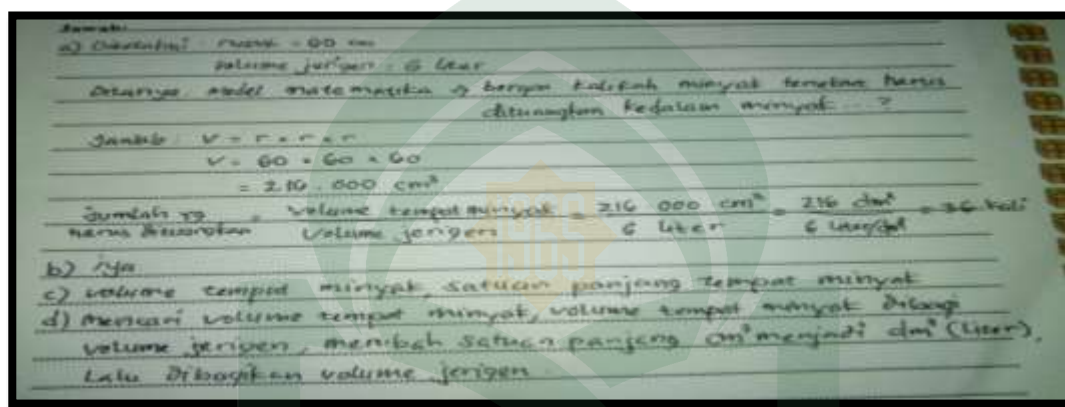 Jawab:
a) Diketahui : rusuk = 60 cm
volume jerigen = 6 liter
Ditanya model matematika & berapa kalikah minyak tersebut harus
dituangkan kedalam minyak ... ?
Jawab : V = r × r × r
V = 60 × 60 × 60
= 216.000 cm³
Jumlah yg harus = volume tempat minyak / volume jerigen = 216 000 cm³ / 6 liter = 216 dm³ / 6 liter/dm³ = 36 kali
b) iya
c) volume tempat minyak, satuan panjang tempat minyak
d) mencari volume tempat minyak, volume tempat minyak dibagi
volume jerigen, merubah satuan panjang cm³ menjadi dm³ (liter),
Lalu dibagikan volume jerigen.